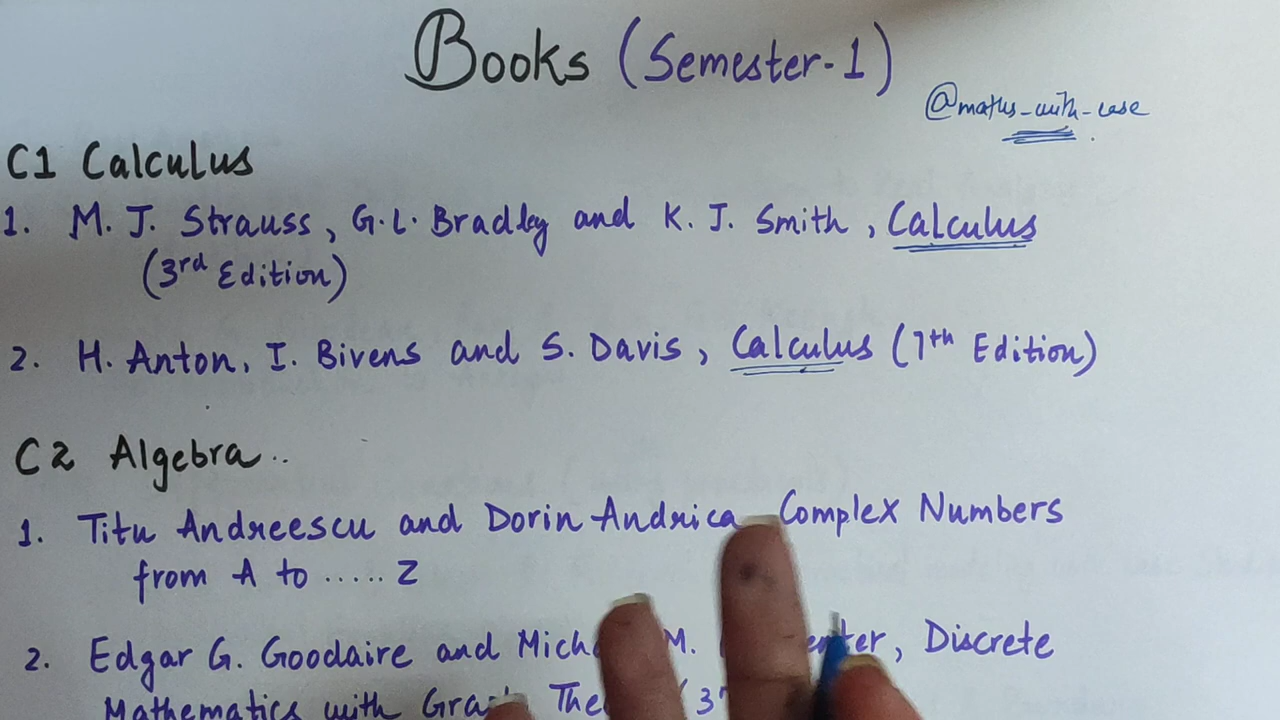 Books (Semester-1)
@maths_with_ease
C1 Calculus
1. M. J. Strauss, G.L. Bradley and K. J. Smith, Calculus
(3rd Edition)
2. H. Anton, I. Bivens and S. Davis, Calculus (7th Edition)
C2 Algebra..
1. Titu Andreescu and Dorin Andrica Complex Numbers
from A to ..... Z
2. Edgar G. Goodaire and M. Discrete
Mathematics with